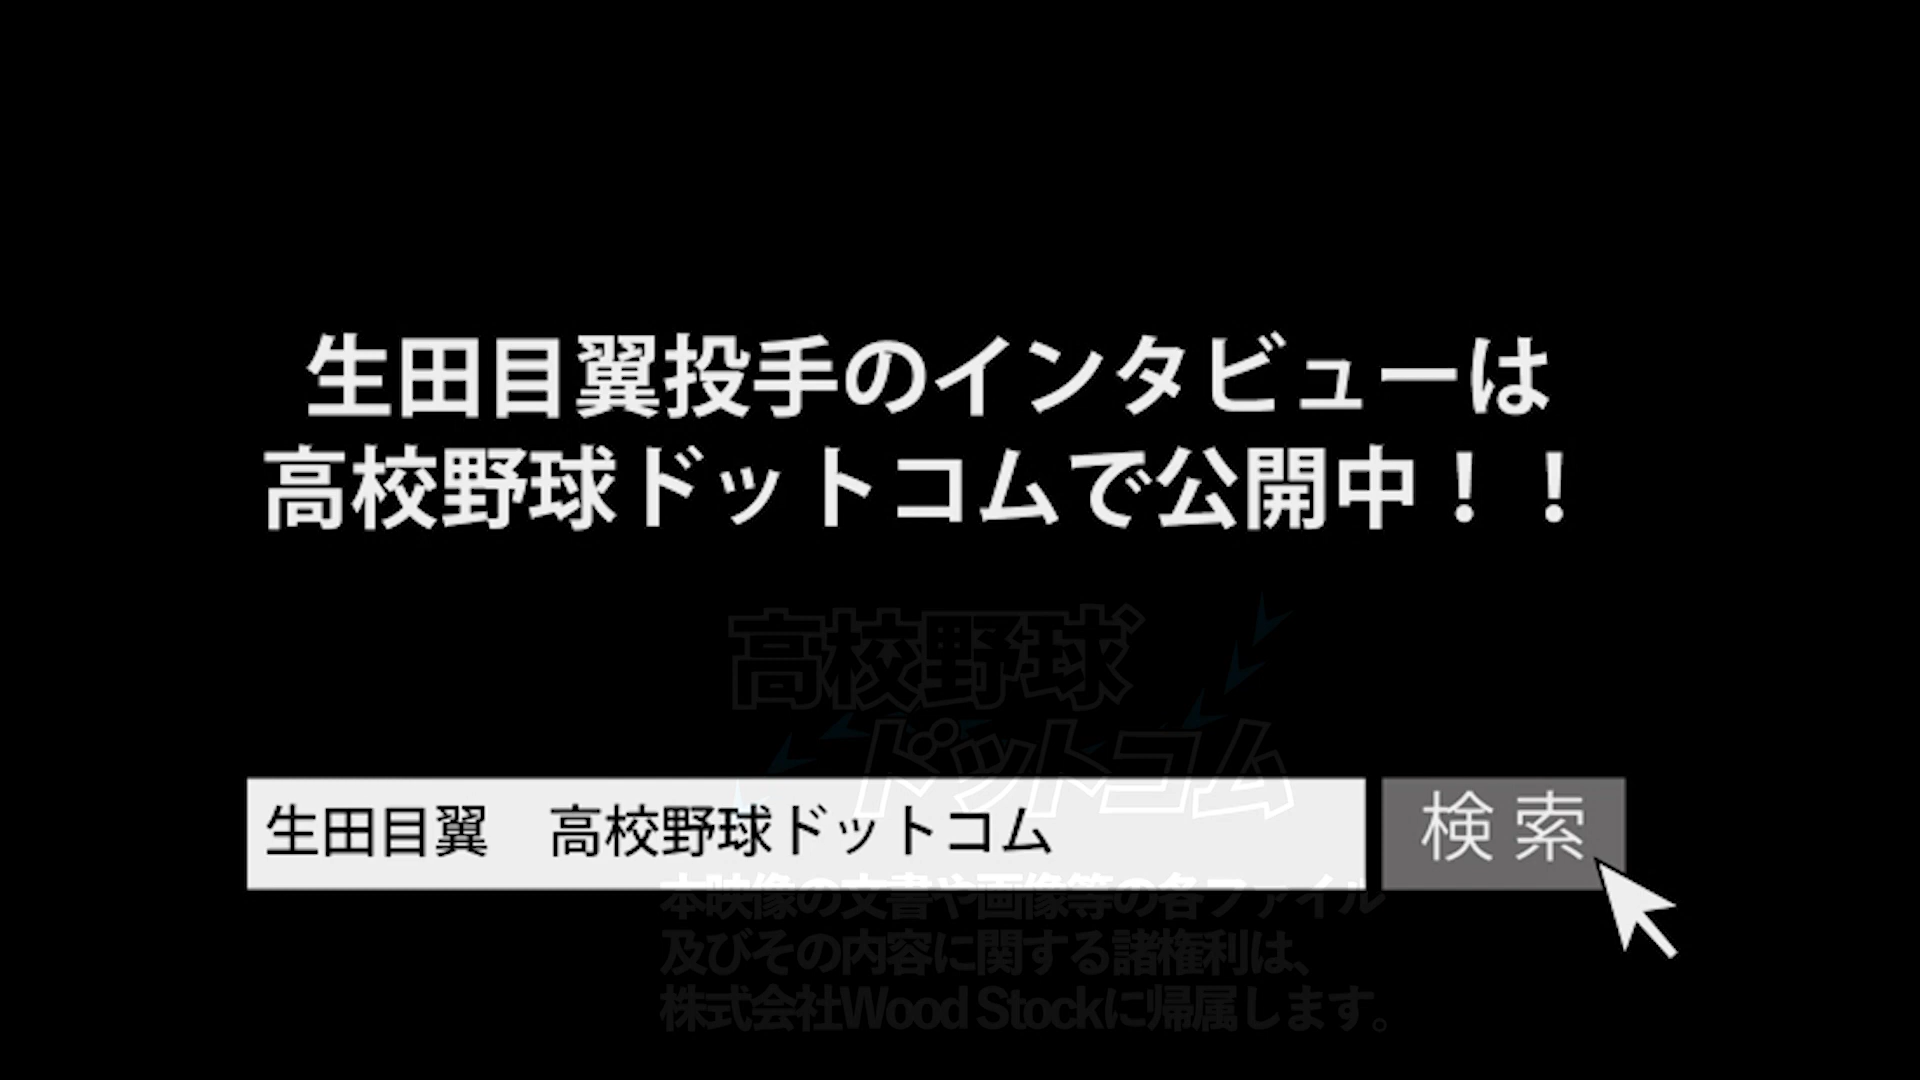 生田目翼投手のインタビューは
高校野球ドットコムで公開中！！
高校野球
ドットコム
生田目翼　高校野球ドットコム
検索
本映像の文書や画像等の各ファイル
及びその内容に関する諸権利は、
株式会社Wood Stockに帰属します。